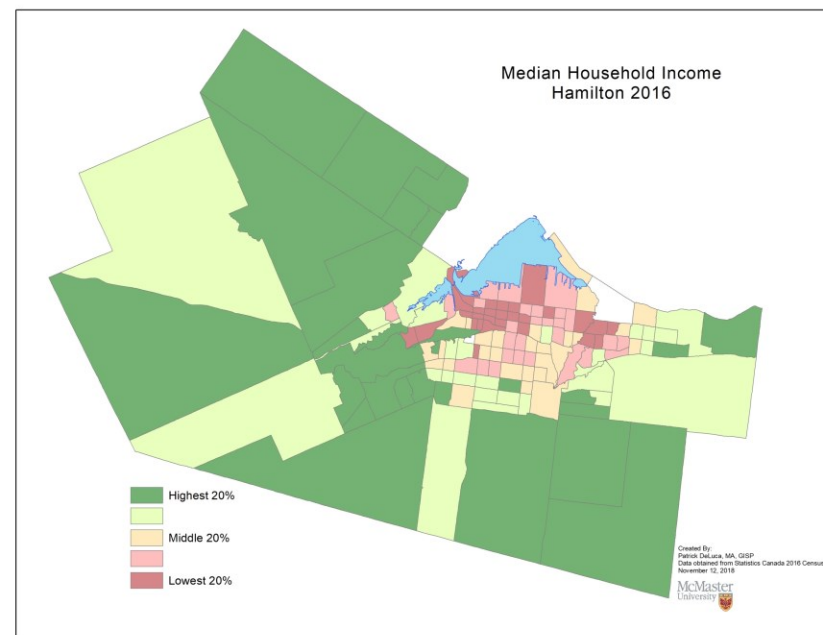 Median Household Income
Hamilton 2016
Highest 20%
Middle 20%
Lowest 20%
Created By:
Patrick DeLuca, MA, GISP
Data obtained from Statistics Canada 2016 Census
November 12, 2018
McMaster
University